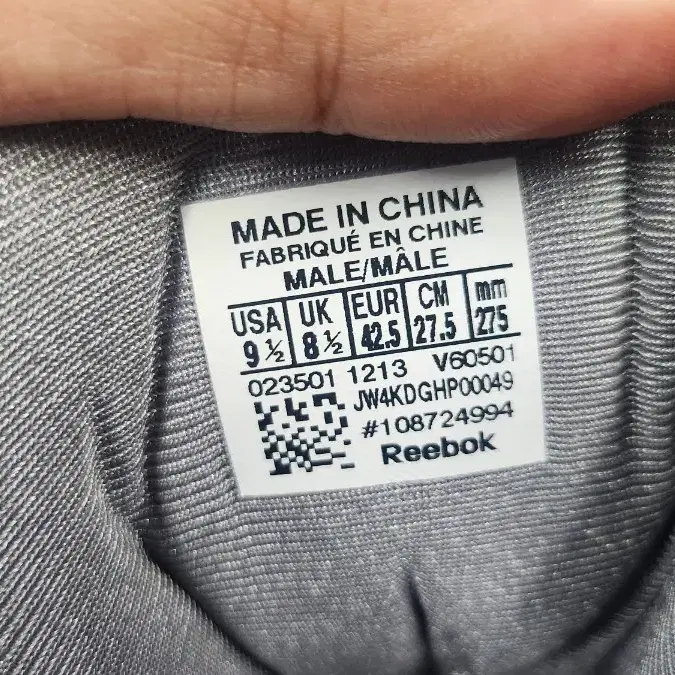 MADE IN CHINA
FABRIQUÉ EN CHINE
MALE/MÂLE
USA UK EUR CM mm
9 ½ 8 ½ 42.5 27.5 275
023501 1213 V60501
JW4KDGHP00049
#108724994
Reebok